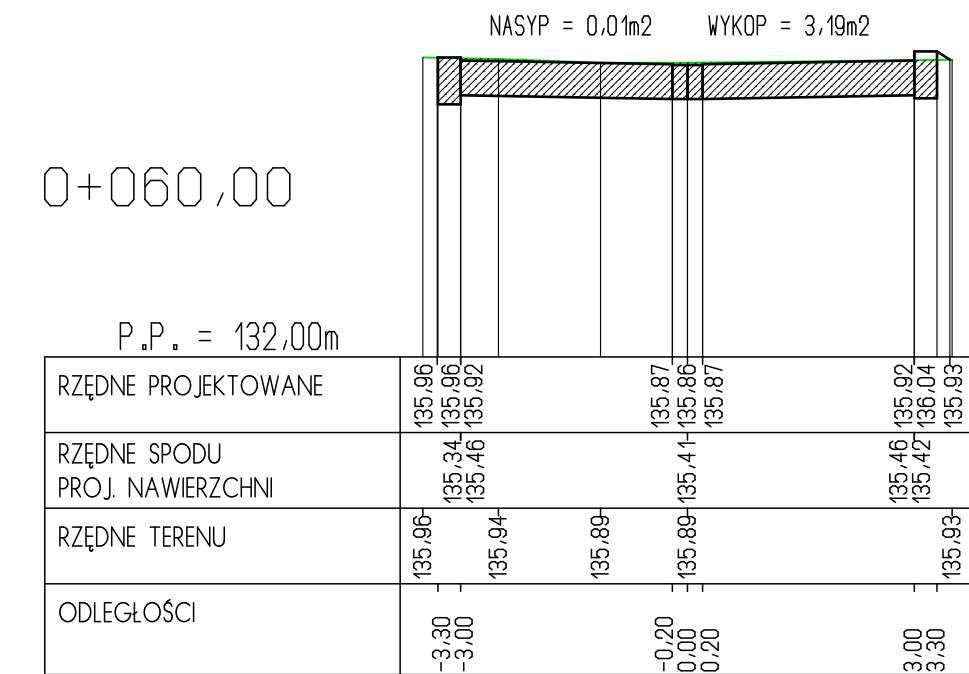 NASYP = 0,01m2 WYKOP = 3,19m2
0+060,00
P.P. = 132,00m
RZĘDNE PROJEKTOWANE 135,96 135,96 135,92 135,87 135,86 135,87 135,92 136,04 135,93
RZĘDNE SPODU
PROJ. NAWIERZCHNI 135,34 135,46 135,41 135,46 135,42
RZĘDNE TERENU 135,96 135,94 135,89 135,89 135,93
ODLEGŁOŚCI -3,30 -3,00 -0,20 0,00 0,20 3,00 3,30